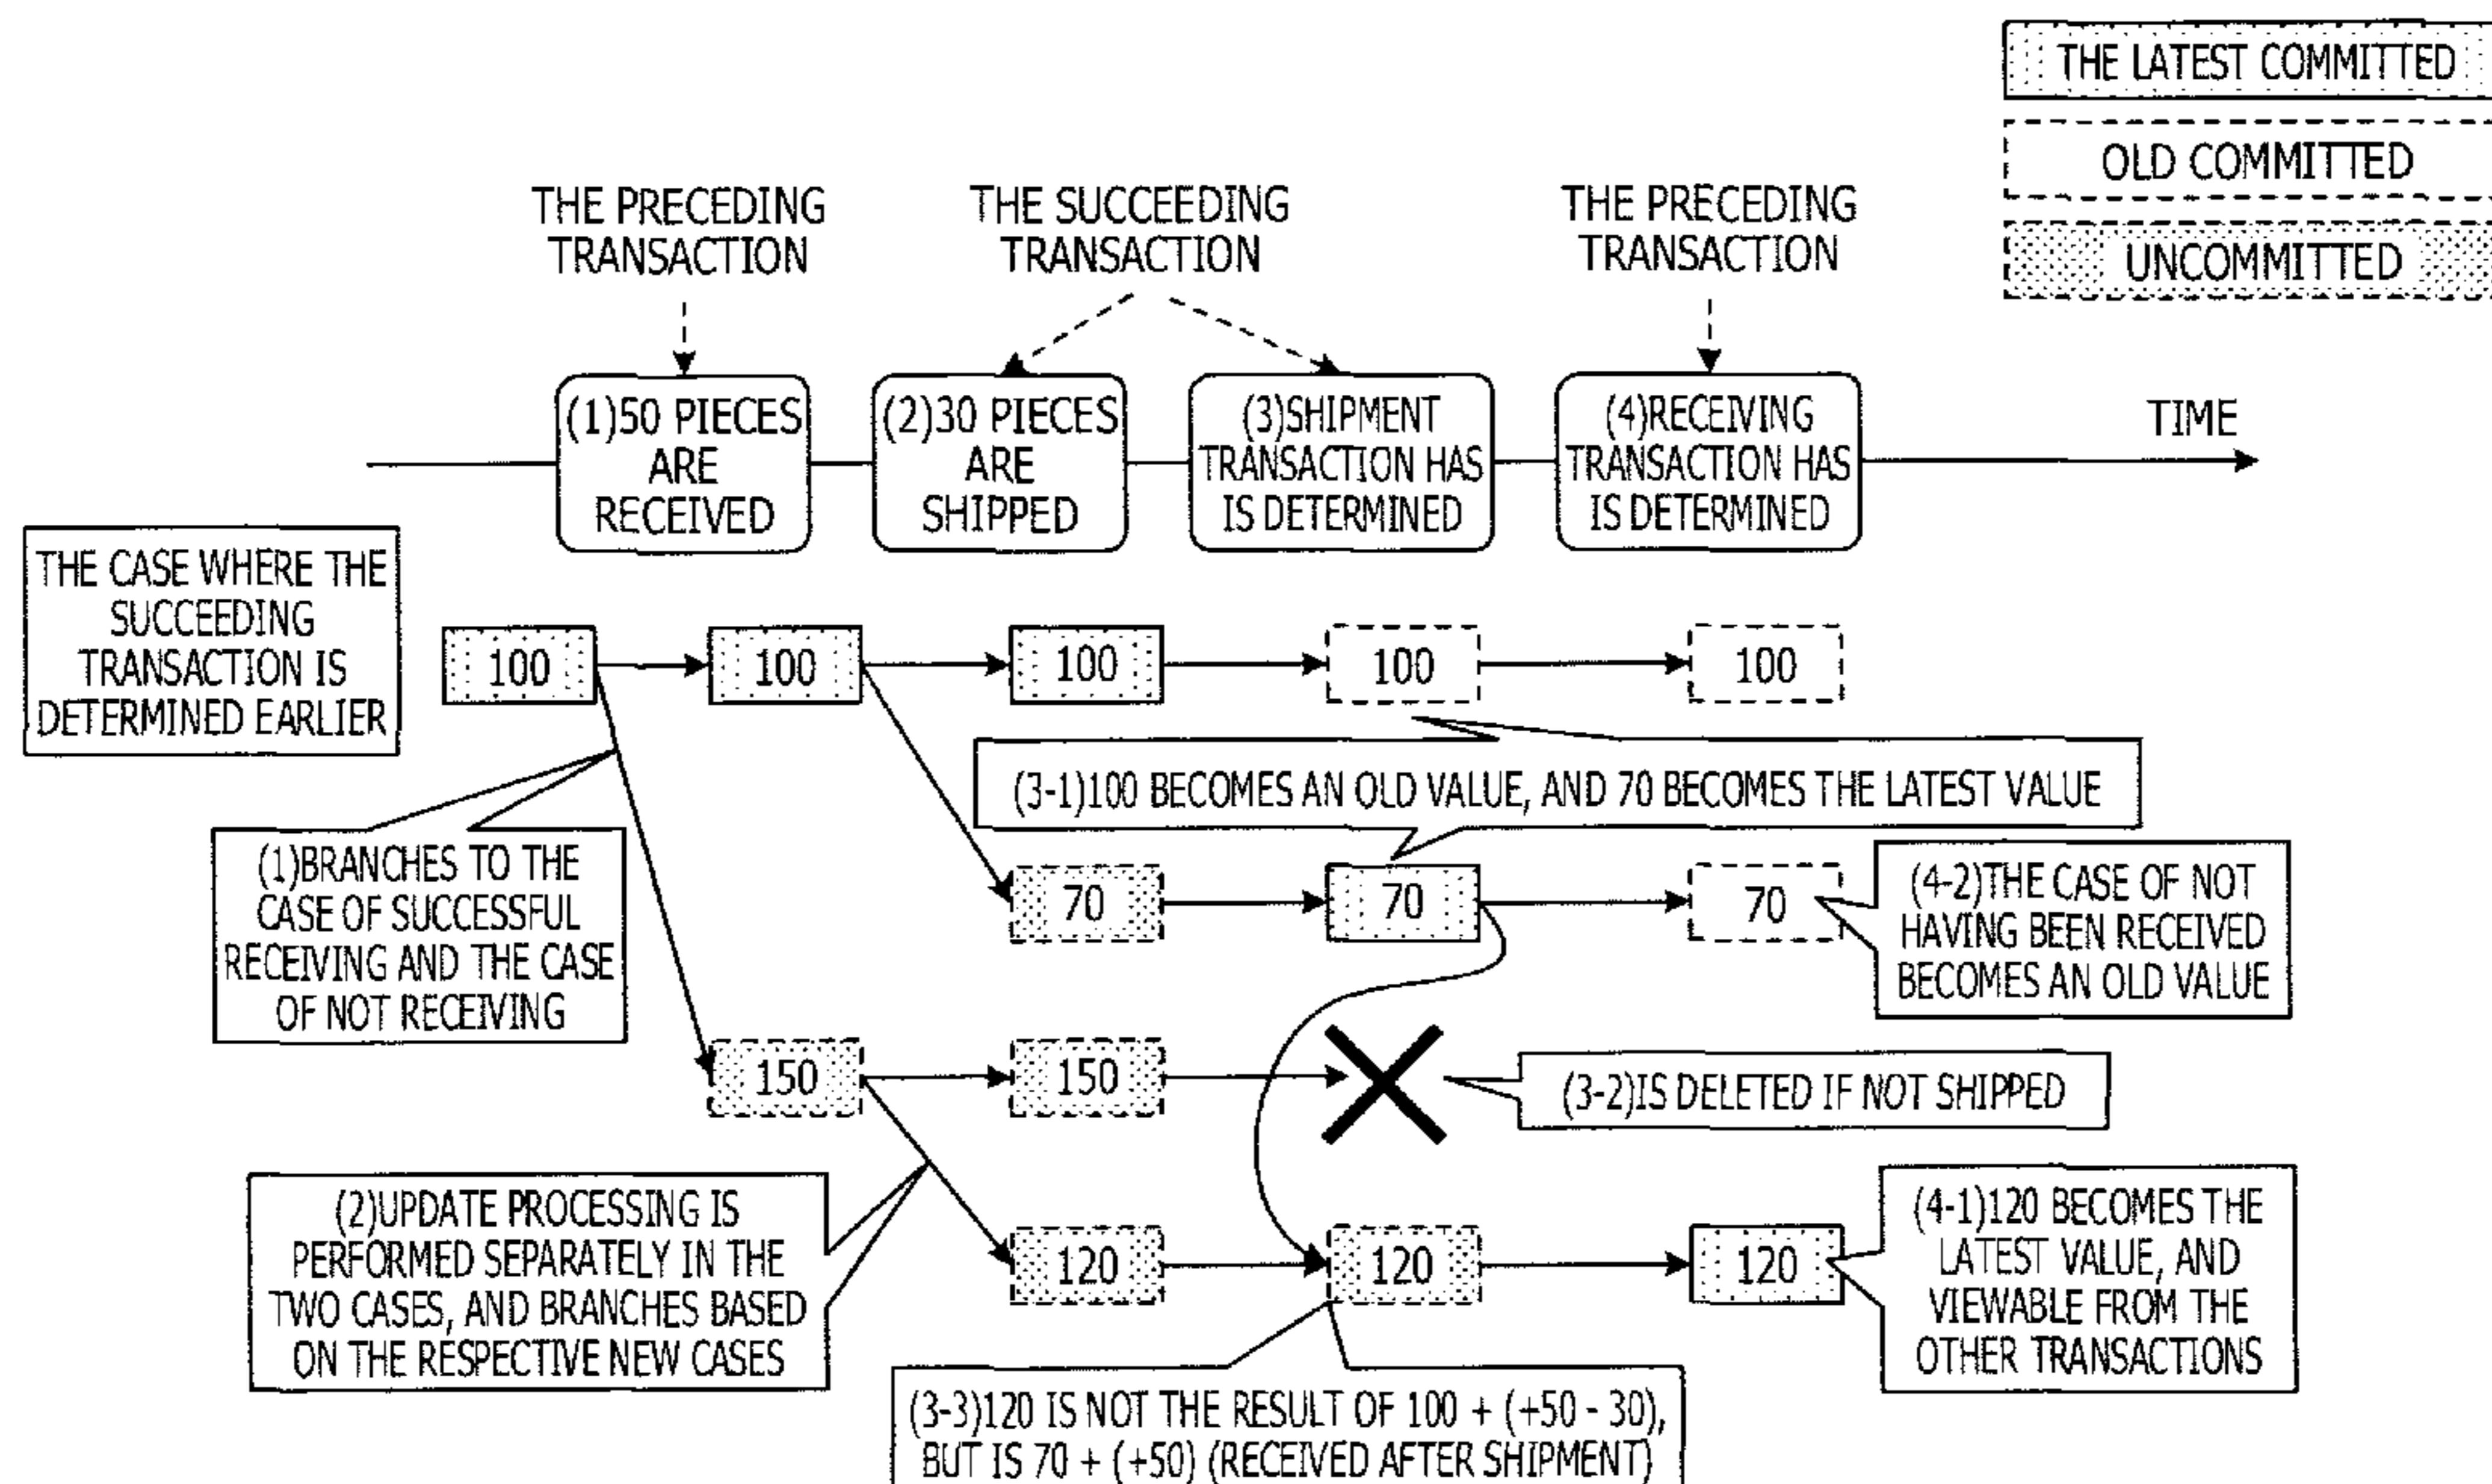 THE LATEST COMMITTED
OLD COMMITTED
UNCOMMITTED
THE PRECEDING
TRANSACTION
THE SUCCEEDING
TRANSACTION
THE PRECEDING
TRANSACTION
(1)50 PIECES
ARE
RECEIVED
(2)30 PIECES
ARE
SHIPPED
(3)SHIPMENT
TRANSACTION HAS
IS DETERMINED
(4)RECEIVING
TRANSACTION HAS
IS DETERMINED
TIME
THE CASE WHERE THE
SUCCEEDING
TRANSACTION IS
DETERMINED EARLIER
100
100
100
100
100
(3-1)100 BECOMES AN OLD VALUE, AND 70 BECOMES THE LATEST VALUE
(1)BRANCHES TO THE
CASE OF SUCCESSFUL
RECEIVING AND THE CASE
OF NOT RECEIVING
70
70
70
(4-2)THE CASE OF NOT
HAVING BEEN RECEIVED
BECOMES AN OLD VALUE
150
150
(3-2)IS DELETED IF NOT SHIPPED
(2)UPDATE PROCESSING IS
PERFORMED SEPARATELY IN THE
TWO CASES, AND BRANCHES BASED
ON THE RESPECTIVE NEW CASES
120
120
120
(4-1)120 BECOMES THE
LATEST VALUE, AND
VIEWABLE FROM THE
OTHER TRANSACTIONS
(3-3)120 IS NOT THE RESULT OF 100 + (+50 - 30),
BUT IS 70 + (+50) (RECEIVED AFTER SHIPMENT)